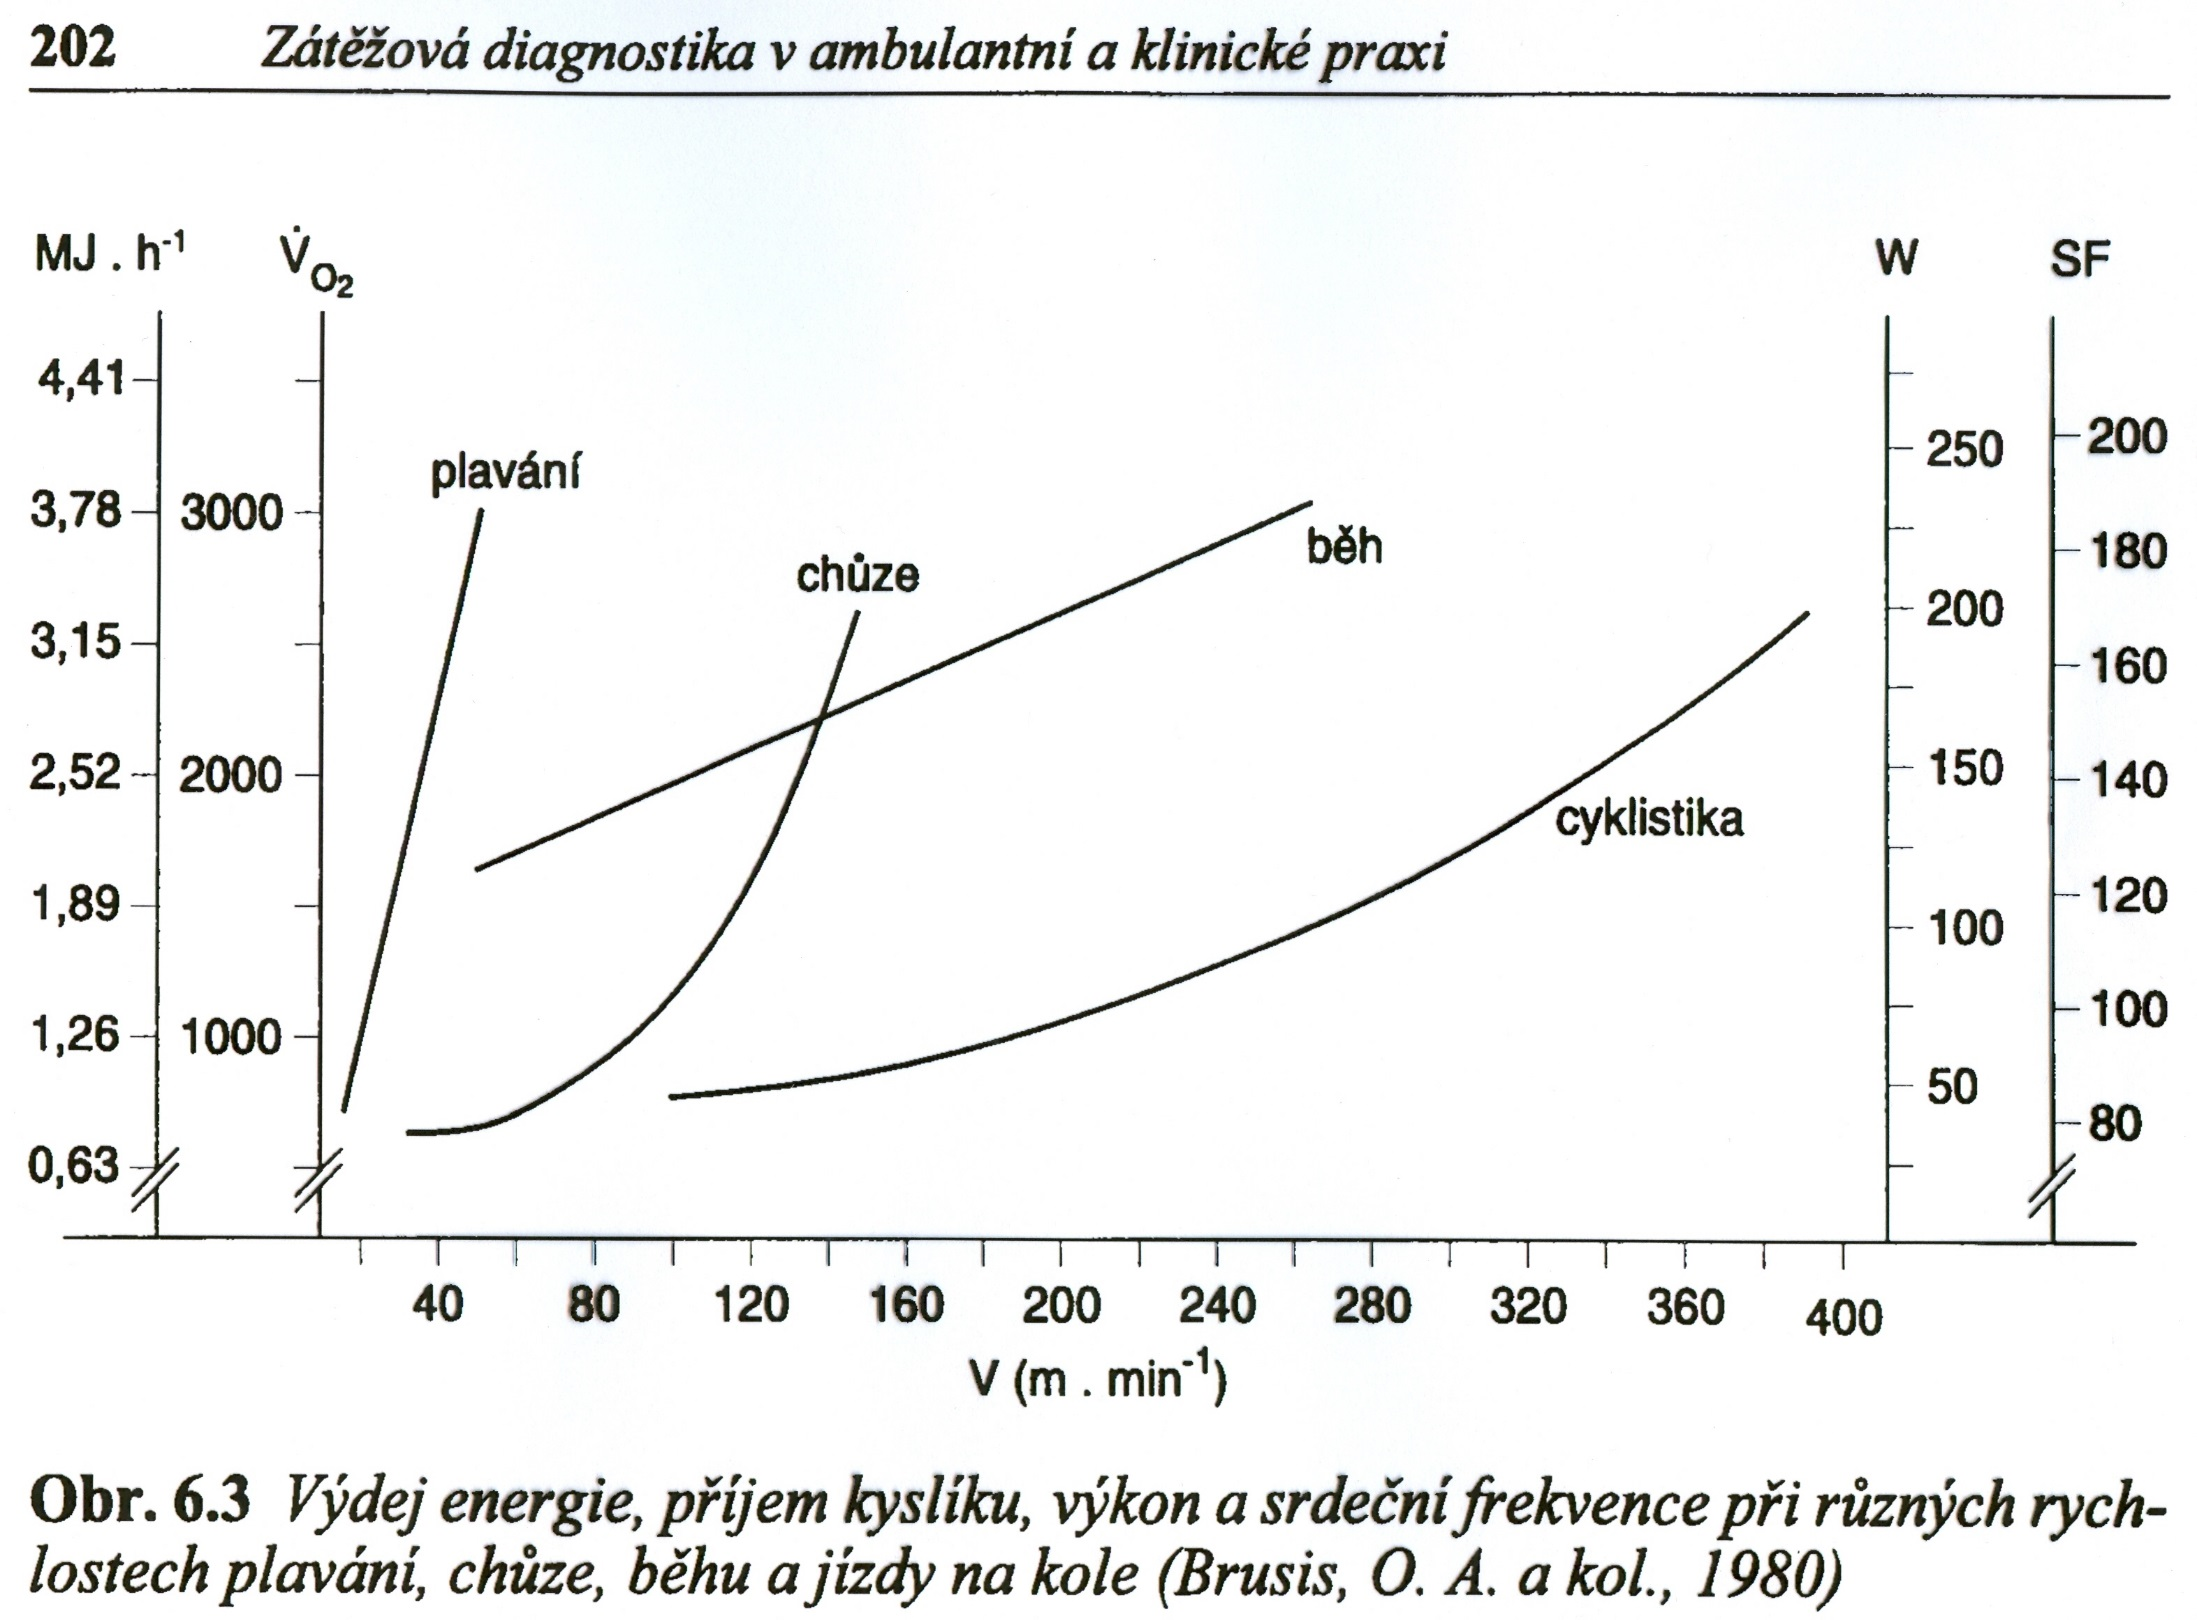 202 Zátěžová diagnostika v ambulantní a klinické praxi
MJ . h⁻¹ V̇O₂ W SF
4,41
250 200
plavání
3,78 3000
běh 180
chůze
200
3,15 160
2,52 2000 150 140
cyklistika
1,89 120
100
1,26 1000 100
50
80
0,63
40 80 120 160 200 240 280 320 360 400
V (m . min⁻¹)
Obr. 6.3 Výdej energie, příjem kyslíku, výkon a srdeční frekvence při různých rych-
lostech plavání, chůze, běhu a jízdy na kole (Brusis, O. A. a kol., 1980)